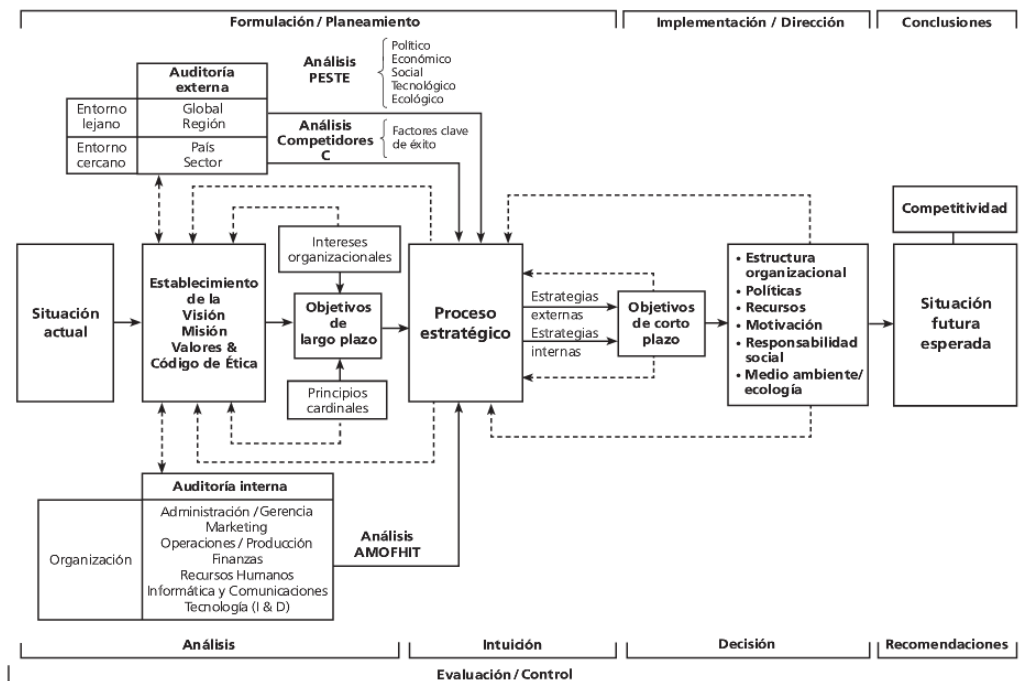 Formulación / Planeamiento
Implementación / Dirección
Conclusiones
Auditoría
externa
Entorno
lejano
Global
Región
Entorno
cercano
País
Sector
Análisis
PESTE
Político
Económico
Social
Tecnológico
Ecológico
Análisis
Competidores
C
Factores clave
de éxito
Situación
actual
Establecimiento
de la
Visión
Misión
Valores &
Código de Ética
Intereses
organizacionales
Objetivos
de
largo plazo
Principios
cardinales
Proceso
estratégico
Estrategias
externas
Estrategias
internas
Objetivos
de corto
plazo
• Estructura
organizacional
• Políticas
• Recursos
• Motivación
• Responsabilidad
social
• Medio ambiente/
ecología
Competitividad
Situación
futura
esperada
Auditoría interna
Organización
Administración / Gerencia
Marketing
Operaciones / Producción
Finanzas
Recursos Humanos
Informática y Comunicaciones
Tecnología (I & D)
Análisis
AMOFHIT
Análisis
Intuición
Decisión
Recomendaciones
Evaluación / Control